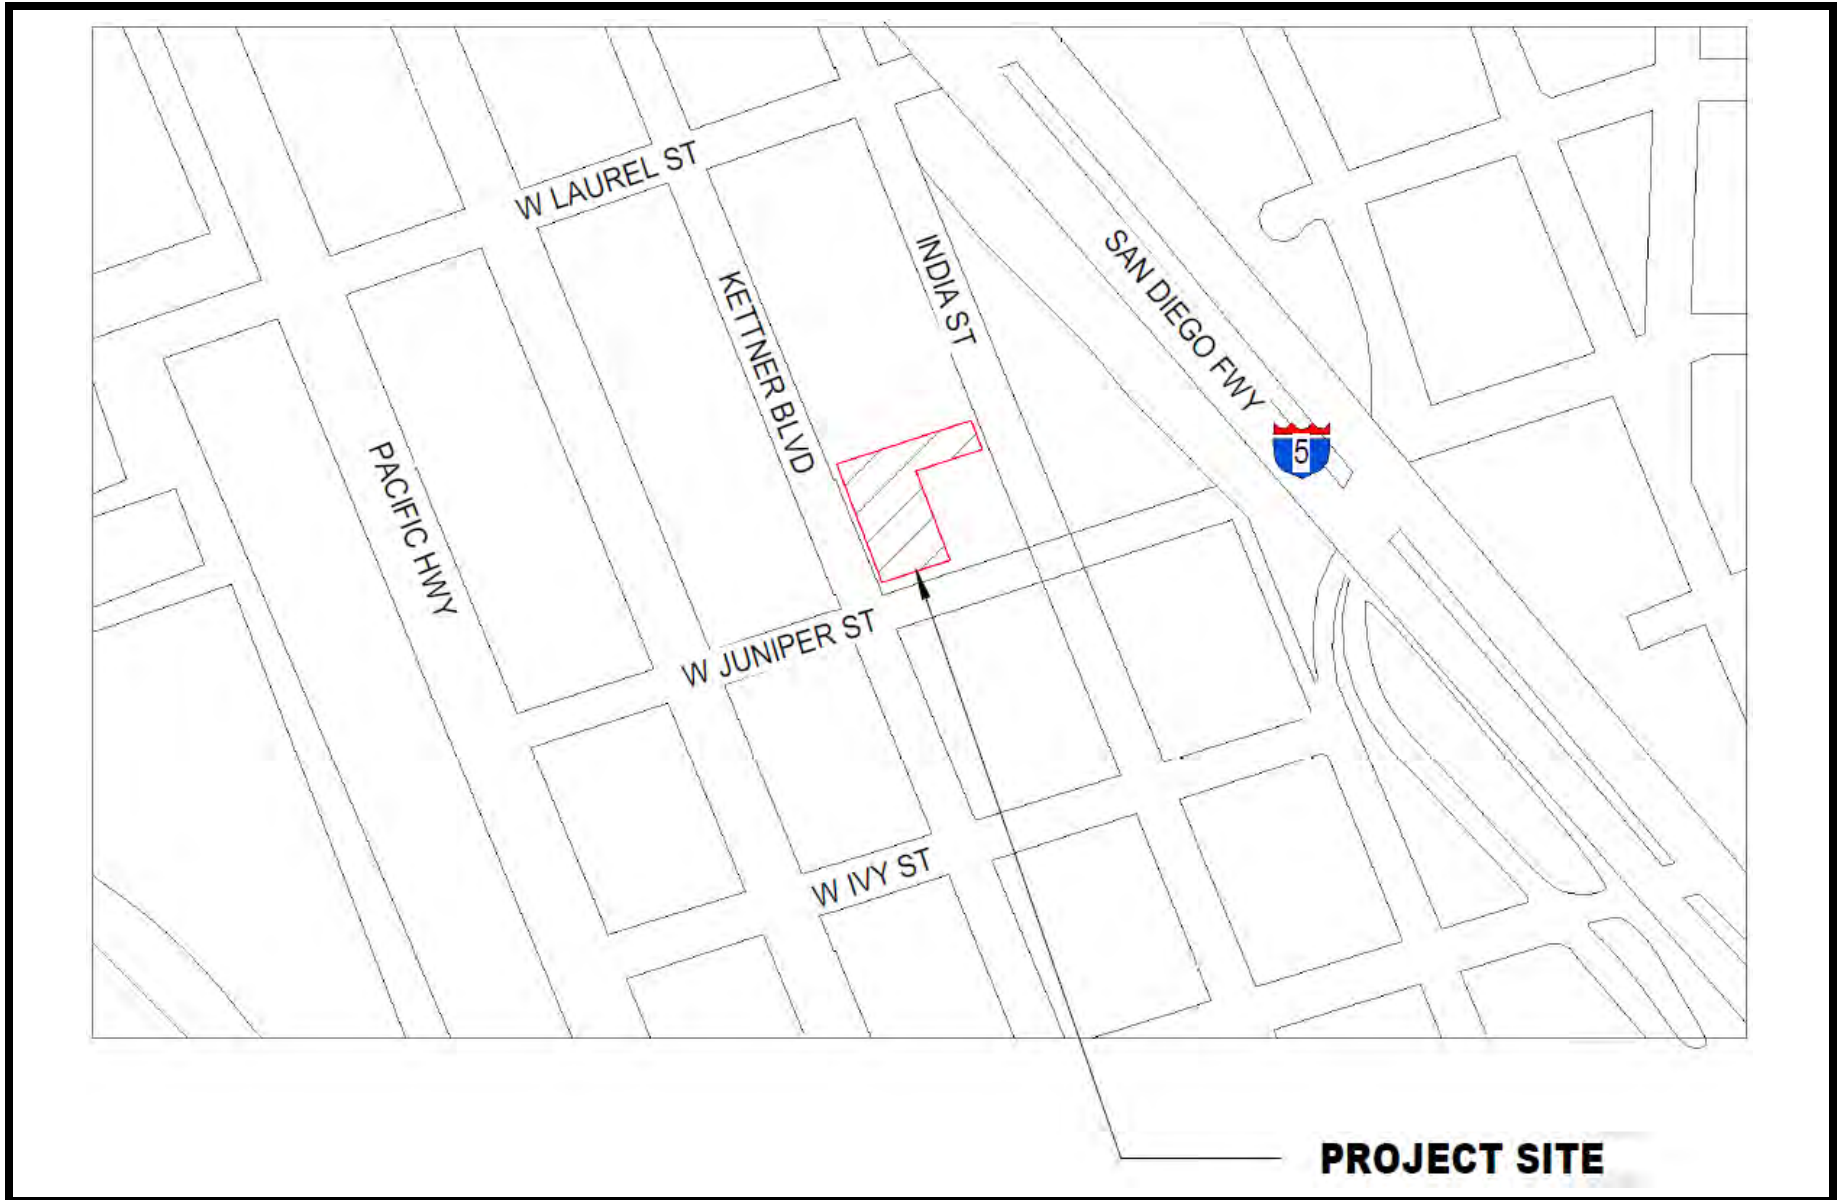 W LAUREL ST
INDIA ST
SAN DIEGO FWY
KETTNER BLVD
5
PACIFIC HWY
W JUNIPER ST
W IVY ST
PROJECT SITE